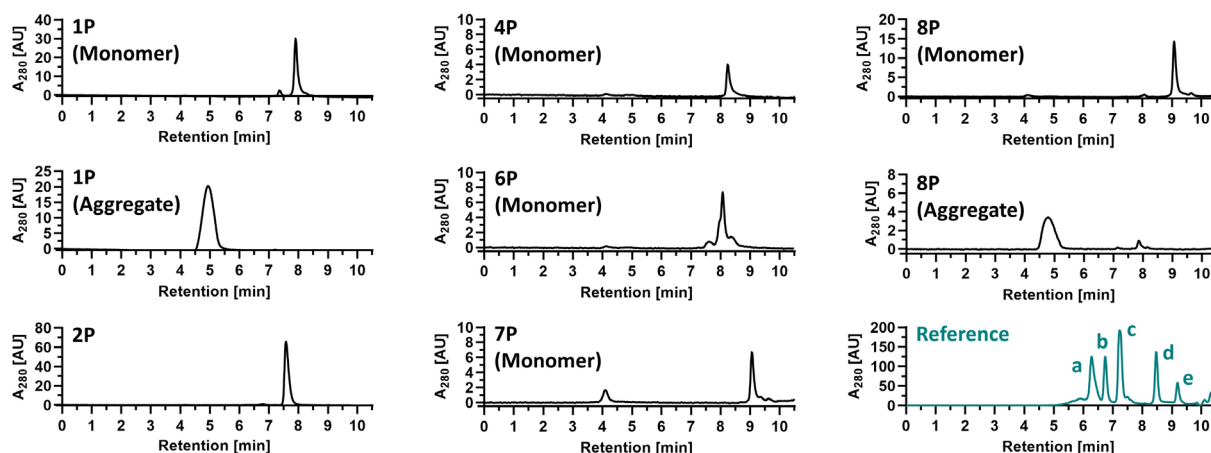 1P
(Monomer)
A280 [AU]
40
30
20
10
0
0 1 2 3 4 5 6 7 8 9 10
Retention [min]
4P
(Monomer)
A280 [AU]
10
8
6
4
2
0
0 1 2 3 4 5 6 7 8 9 10
Retention [min]
8P
(Monomer)
A280 [AU]
20
15
10
5
0
0 1 2 3 4 5 6 7 8 9 10
Retention [min]
1P
(Aggregate)
A280 [AU]
25
20
15
10
5
0
0 1 2 3 4 5 6 7 8 9 10
Retention [min]
6P
(Monomer)
A280 [AU]
10
8
6
4
2
0
0 1 2 3 4 5 6 7 8 9 10
Retention [min]
8P
(Aggregate)
A280 [AU]
8
6
4
2
0
0 1 2 3 4 5 6 7 8 9 10
Retention [min]
2P
A280 [AU]
80
60
40
20
0
0 1 2 3 4 5 6 7 8 9 10
Retention [min]
7P
(Monomer)
A280 [AU]
10
8
6
4
2
0
0 1 2 3 4 5 6 7 8 9 10
Retention [min]
Reference
a b c d e
A280 [AU]
200
150
100
50
0
0 1 2 3 4 5 6 7 8 9 10
Retention [min]